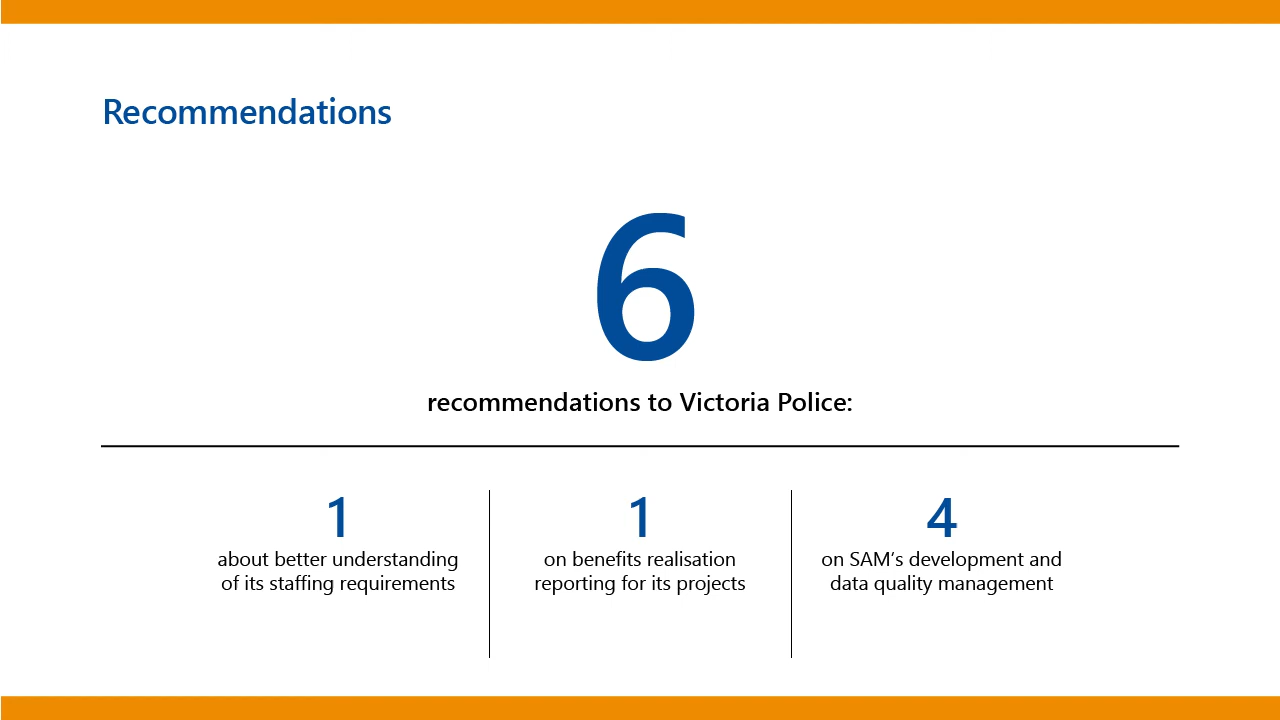 Recommendations
6
recommendations to Victoria Police:
1
about better understanding
of its staffing requirements
1
on benefits realisation
reporting for its projects
4
on SAM’s development and
data quality management